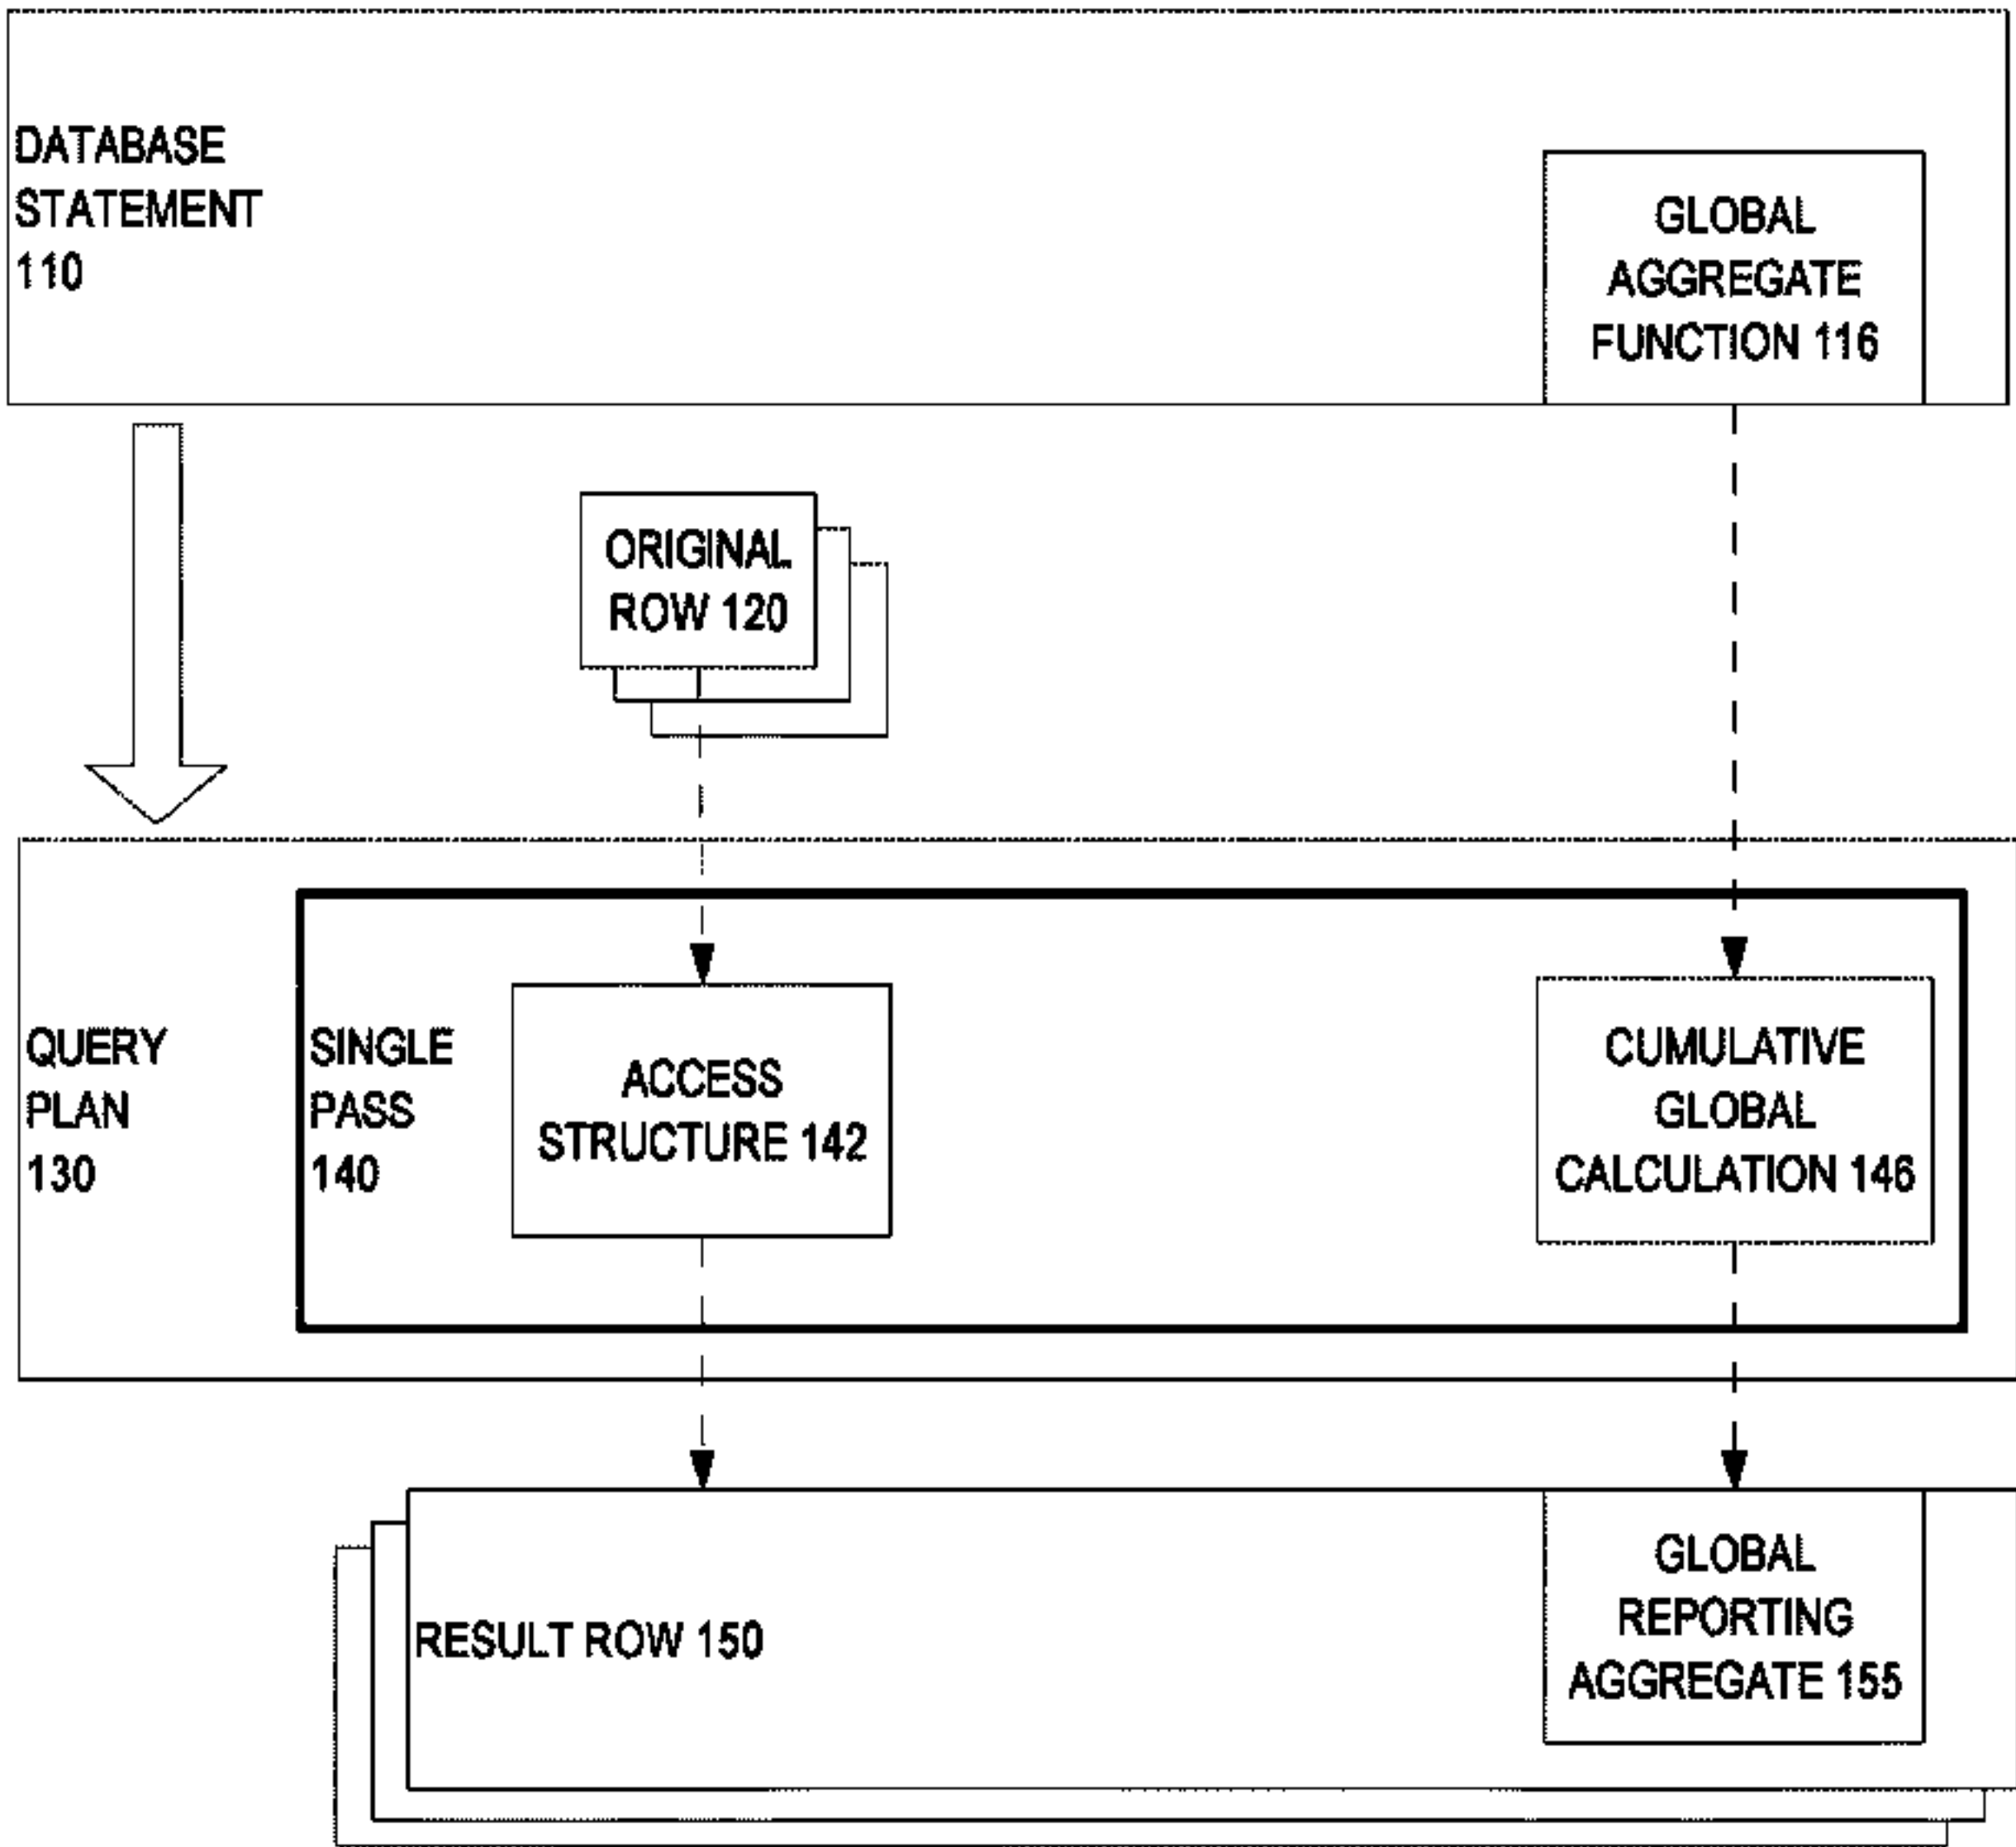 DATABASE
STATEMENT
110
GLOBAL
AGGREGATE
FUNCTION 116
ORIGINAL
ROW 120
QUERY
PLAN
130
SINGLE
PASS
140
ACCESS
STRUCTURE 142
CUMULATIVE
GLOBAL
CALCULATION 146
RESULT ROW 150
GLOBAL
REPORTING
AGGREGATE 155